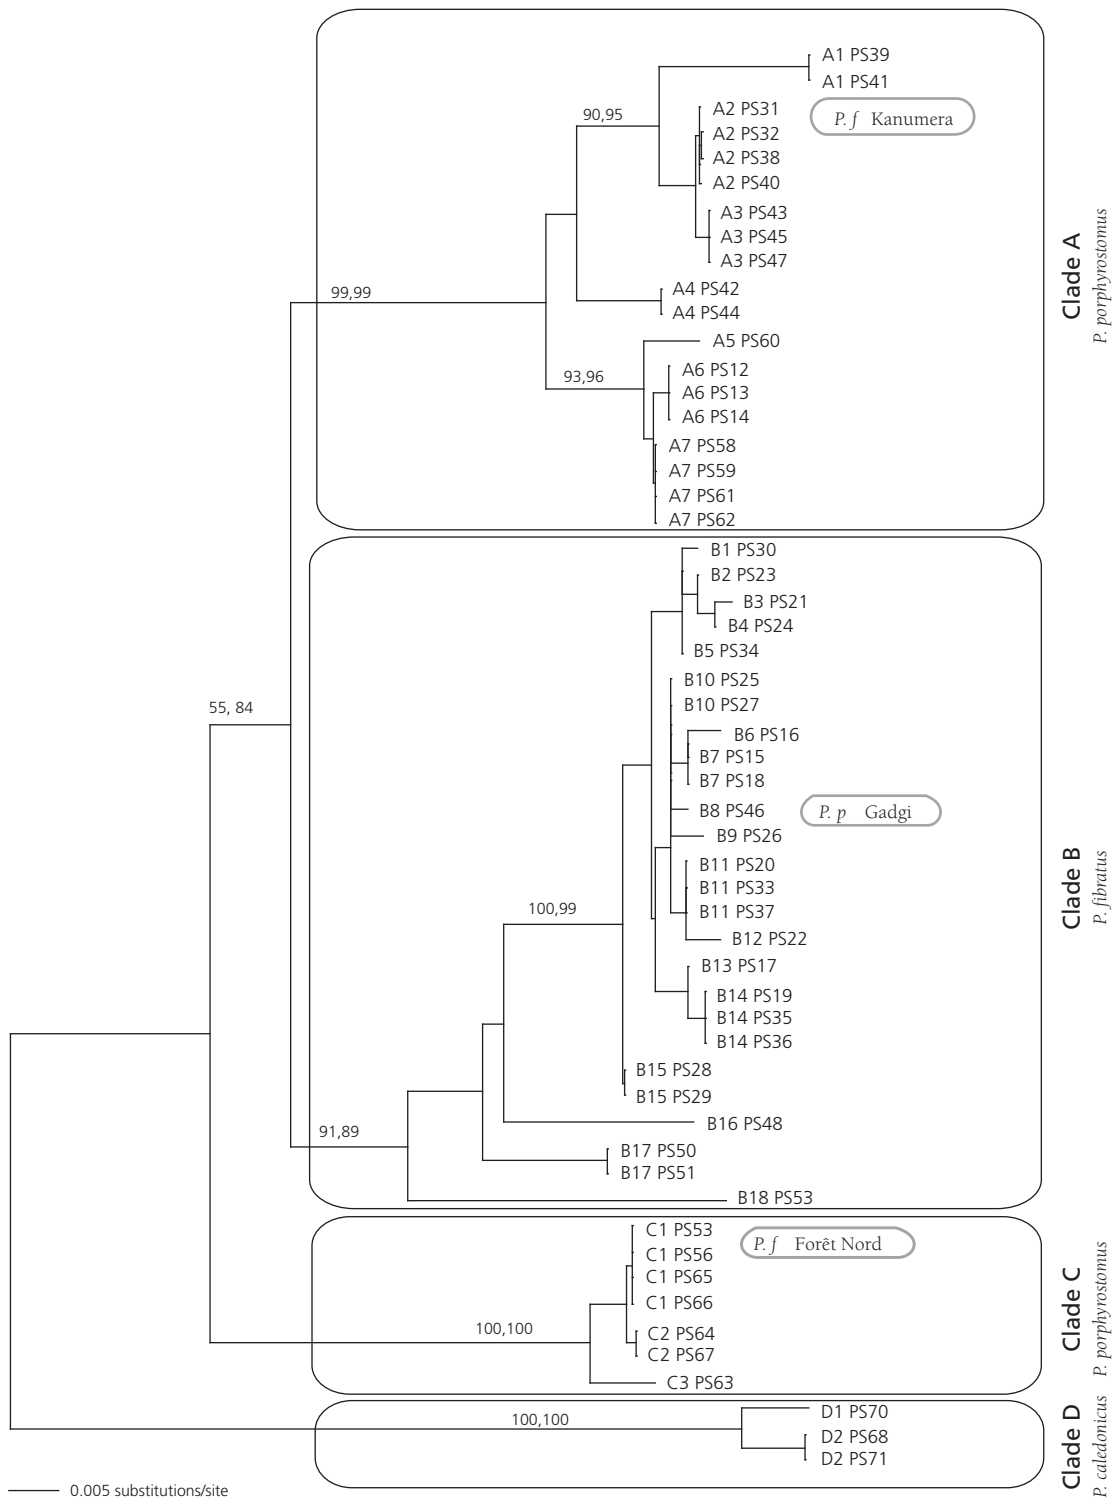 A1 PS39
A1 PS41
90,95
A2 PS31
P. f Kanumera
A2 PS32
A2 PS38
A2 PS40
A3 PS43
A3 PS45
A3 PS47
A4 PS42
99,99
A4 PS44
A5 PS60
A6 PS12
93,96
A6 PS13
A6 PS14
A7 PS58
A7 PS59
A7 PS61
A7 PS62
Clade A
P. porphyrostomus
B1 PS30
B2 PS23
B3 PS21
B4 PS24
B5 PS34
B10 PS25
B10 PS27
55, 84
B6 PS16
B7 PS15
B7 PS18
B8 PS46
P. p Gadgi
B9 PS26
B11 PS20
B11 PS33
B11 PS37
100,99
B12 PS22
B13 PS17
B14 PS19
B14 PS35
B14 PS36
B15 PS28
B15 PS29
B16 PS48
91,89
B17 PS50
B17 PS51
B18 PS53
Clade B
P. fibratus
C1 PS53
P. f Forêt Nord
C1 PS56
C1 PS65
C1 PS66
100,100
C2 PS64
C2 PS67
C3 PS63
Clade C
P. porphyrostomus
D1 PS70
100,100
D2 PS68
D2 PS71
Clade D
P. caledonicus
0.005 substitutions/site